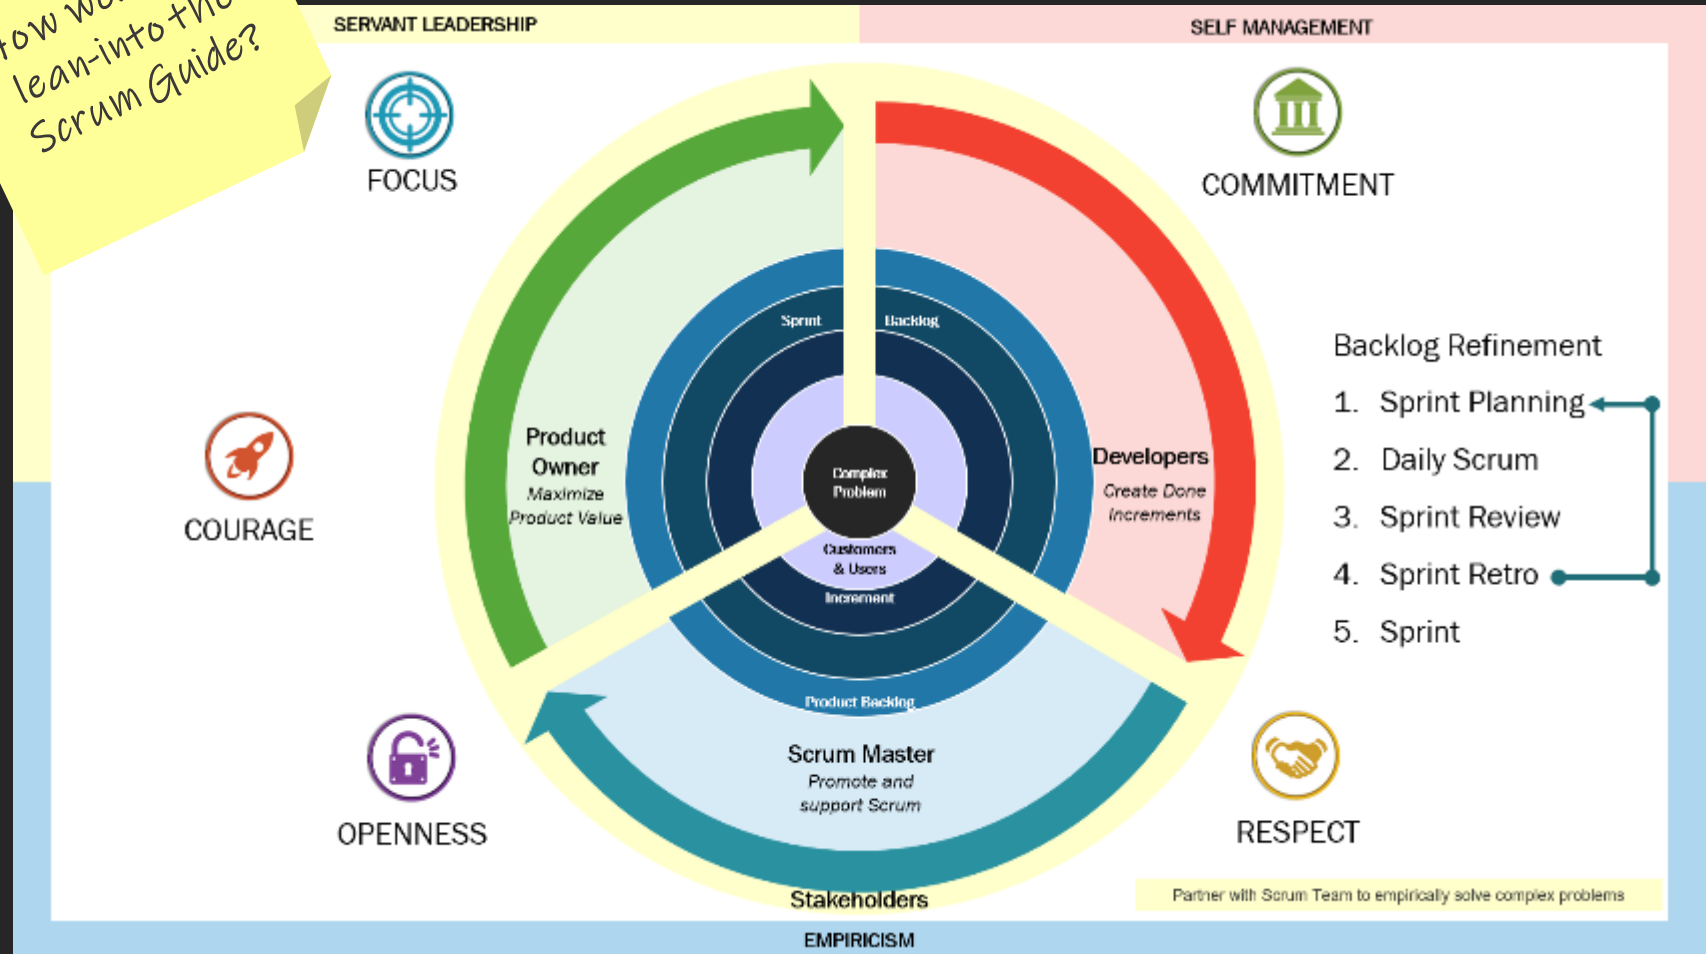 lean-into the
Scrum Guide?
SERVANT LEADERSHIP
SELF MANAGEMENT
FOCUS
COMMITMENT
Sprint
Backlog
Backlog Refinement
1. Sprint Planning
2. Daily Scrum
3. Sprint Review
4. Sprint Retro
5. Sprint
Product
Owner
Maximize
Product Value
Developers
Create Done
Increments
Complex
Problem
COURAGE
Customers
& Users
Increment
Product Backlog
Scrum Master
Promote and
support Scrum
OPENNESS
RESPECT
Stakeholders
Partner with Scrum Team to empirically solve complex problems
EMPIRICISM